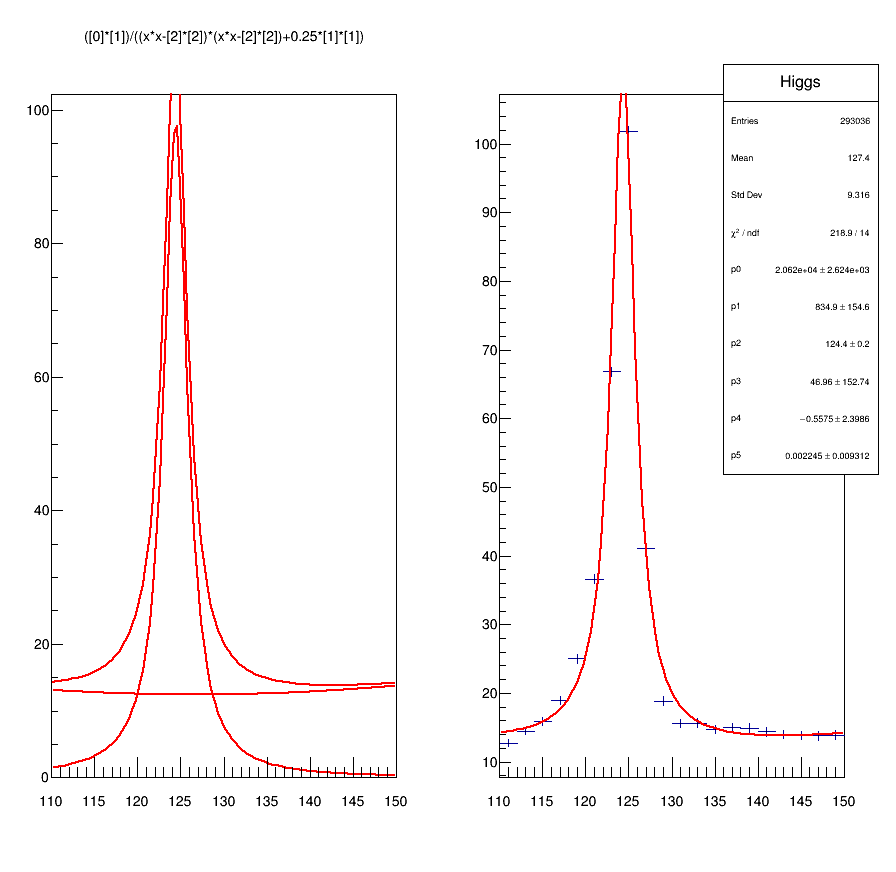 ([0]*[1])/((x*x-[2]*[2])*(x*x-[2]*[2])+0.25*[1]*[1])
100
80
60
40
20
0
110 115 120 125 130 135 140 145 150
Higgs
Entries 293036
Mean 127.4
Std Dev 9.316
χ² / ndf 218.9 / 14
p0 2.062e+04 ± 2.624e+03
p1 834.9 ± 154.6
p2 124.4 ± 0.2
p3 46.96 ± 152.74
p4 −0.5575 ± 2.3986
p5 0.002245 ± 0.009312
100
90
80
70
60
50
40
30
20
10
110 115 120 125 130 135 140 145 150